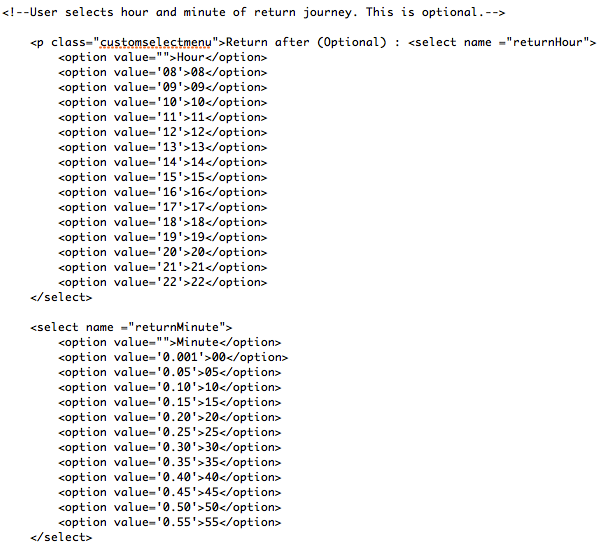 <!--User selects hour and minute of return journey. This is optional.-->
<p class="customselectmenu">Return after (Optional) : <select name ="returnHour">
<option value="">Hour</option>
<option value='08'>08</option>
<option value='09'>09</option>
<option value='10'>10</option>
<option value='11'>11</option>
<option value='12'>12</option>
<option value='13'>13</option>
<option value='14'>14</option>
<option value='15'>15</option>
<option value='16'>16</option>
<option value='17'>17</option>
<option value='18'>18</option>
<option value='19'>19</option>
<option value='20'>20</option>
<option value='21'>21</option>
<option value='22'>22</option>
</select>
<select name ="returnMinute">
<option value="">Minute</option>
<option value='0.001'>00</option>
<option value='0.05'>05</option>
<option value='0.10'>10</option>
<option value='0.15'>15</option>
<option value='0.20'>20</option>
<option value='0.25'>25</option>
<option value='0.30'>30</option>
<option value='0.35'>35</option>
<option value='0.40'>40</option>
<option value='0.45'>45</option>
<option value='0.50'>50</option>
<option value='0.55'>55</option>
</select>